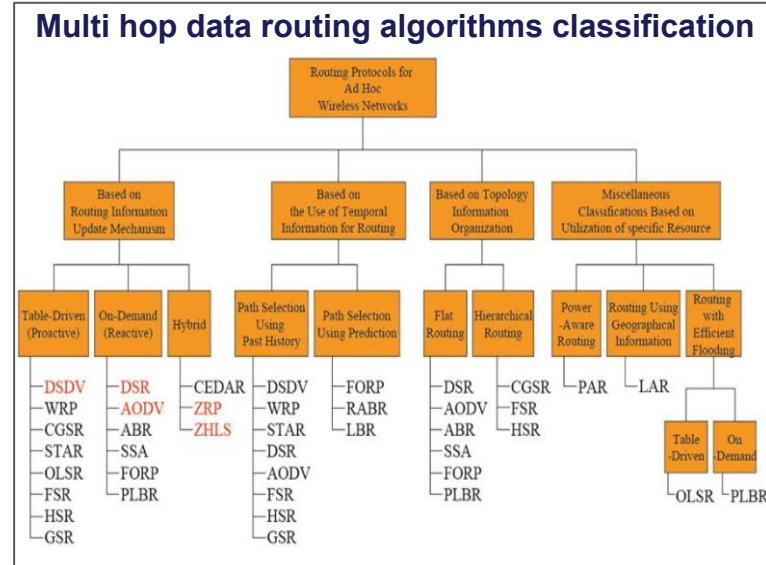 Multi hop data routing algorithms classification
Routing Protocols for
Ad Hoc
Wireless Networks
Based on
Routing Information
Update Mechanism
Based on
the Use of Temporal
Information for Routing
Based on Topology
Information
Organization
Miscellaneous
Classifications Based on
Utilization of specific Resource
Table-Driven
(Proactive)
On-Demand
(Reactive)
Hybrid
Path Selection
Using
Past History
Path Selection
Using Prediction
Flat
Routing
Hierarchical
Routing
Power
-Aware
Routing
Routing Using
Geographical
Information
Routing
with
Efficient
Flooding
DSDV
WRP
CGSR
STAR
OLSR
FSR
HSR
GSR
DSR
AODV
ABR
SSA
FORP
PLBR
CEDAR
ZRP
ZHLS
DSDV
WRP
STAR
DSR
AODV
FSR
HSR
GSR
FORP
RABR
LBR
DSR
AODV
ABR
SSA
FORP
PLBR
CGSR
FSR
HSR
PAR
LAR
Table
-Driven
On
-Demand
OLSR
PLBR